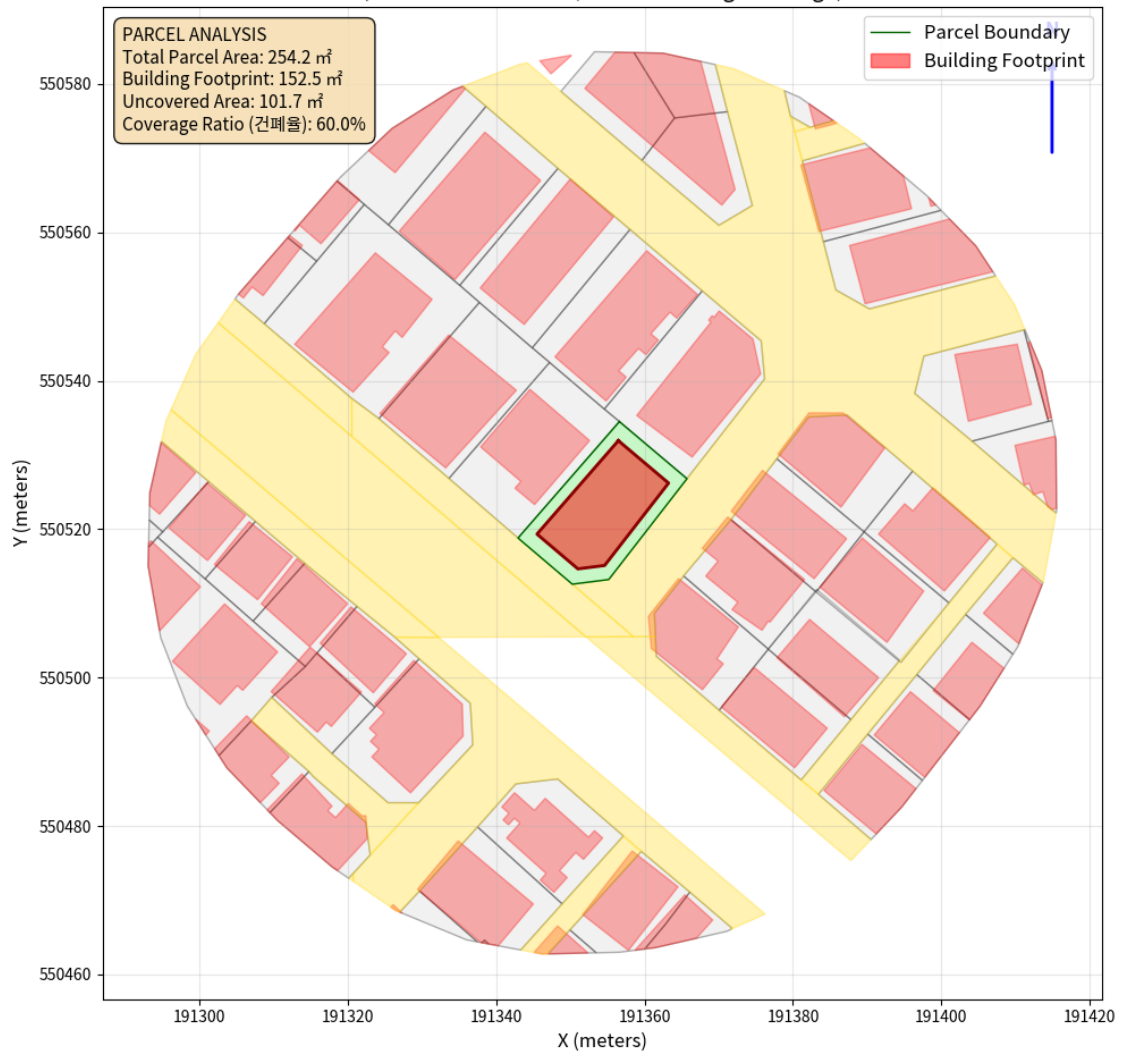 PARCEL ANALYSIS
Total Parcel Area: 254.2 ㎡
Building Footprint: 152.5 ㎡
Uncovered Area: 101.7 ㎡
Coverage Ratio (건폐율): 60.0%
Parcel Boundary
Building Footprint
N
550580
550560
550540
550520
550500
550480
550460
Y (meters)
191300
191320
191340
191360
191380
191400
191420
X (meters)